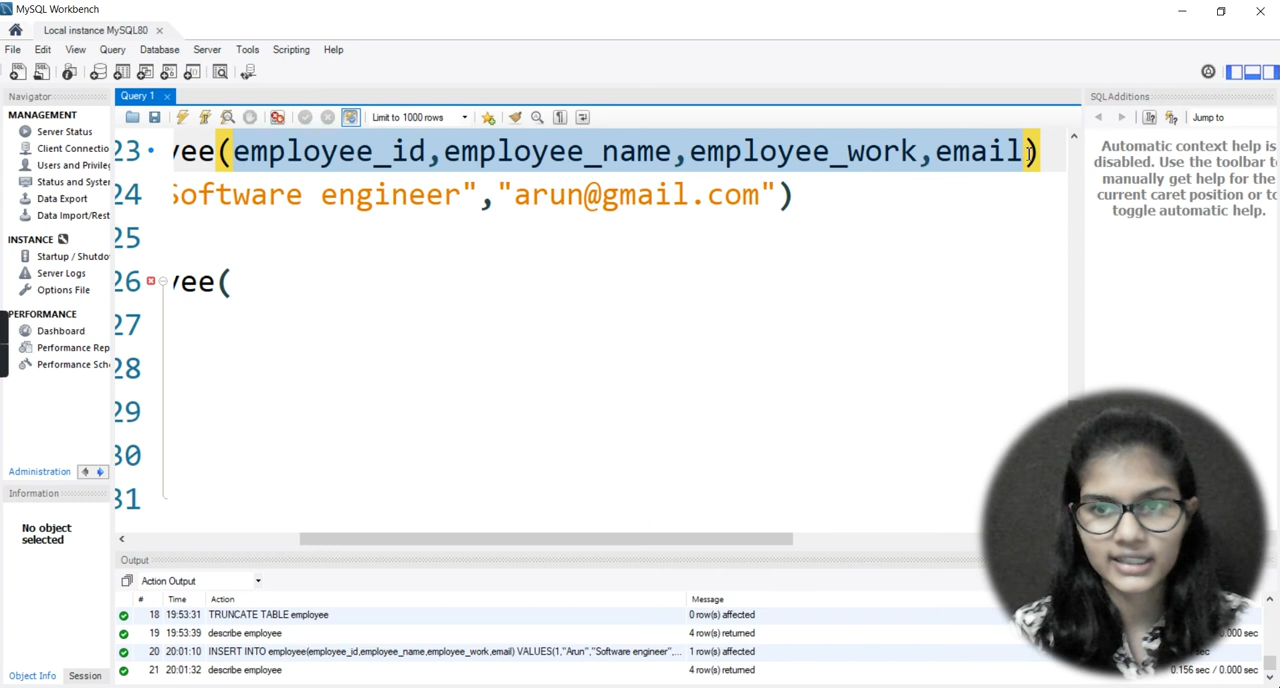 MySQL Workbench
Local instance MySQL80
File Edit View Query Database Server Tools Scripting Help
Navigator
MANAGEMENT
Server Status
Client Connectio
Users and Privileg
Status and Syster
Data Export
Data Import/Rest
INSTANCE
Startup / Shutdo
Server Logs
Options File
PERFORMANCE
Dashboard
Performance Rep
Performance Sch
Administration
Information
No object
selected
Object Info Session
Query 1
Limit to 1000 rows
23 yee(employee_id,employee_name,employee_work,email)
24 Software engineer","arun@gmail.com")
25
26 yee(
27
28
29
30
31
Output
Action Output
# Time Action Message
18 19:53:31 TRUNCATE TABLE employee 0 row(s) affected
19 19:53:39 describe employee 4 row(s) returned 0.000 sec
20 20:01:10 INSERT INTO employee(employee_id,employee_name,employee_work,email) VALUES(1,"Arun","Software engineer",... 1 row(s) affected sec
21 20:01:32 describe employee 4 row(s) returned 0.156 sec / 0.000 sec
SQLAdditions
Jump to
Automatic context help is
disabled. Use the toolbar to
manually get help for the
current caret position or to
toggle automatic help.